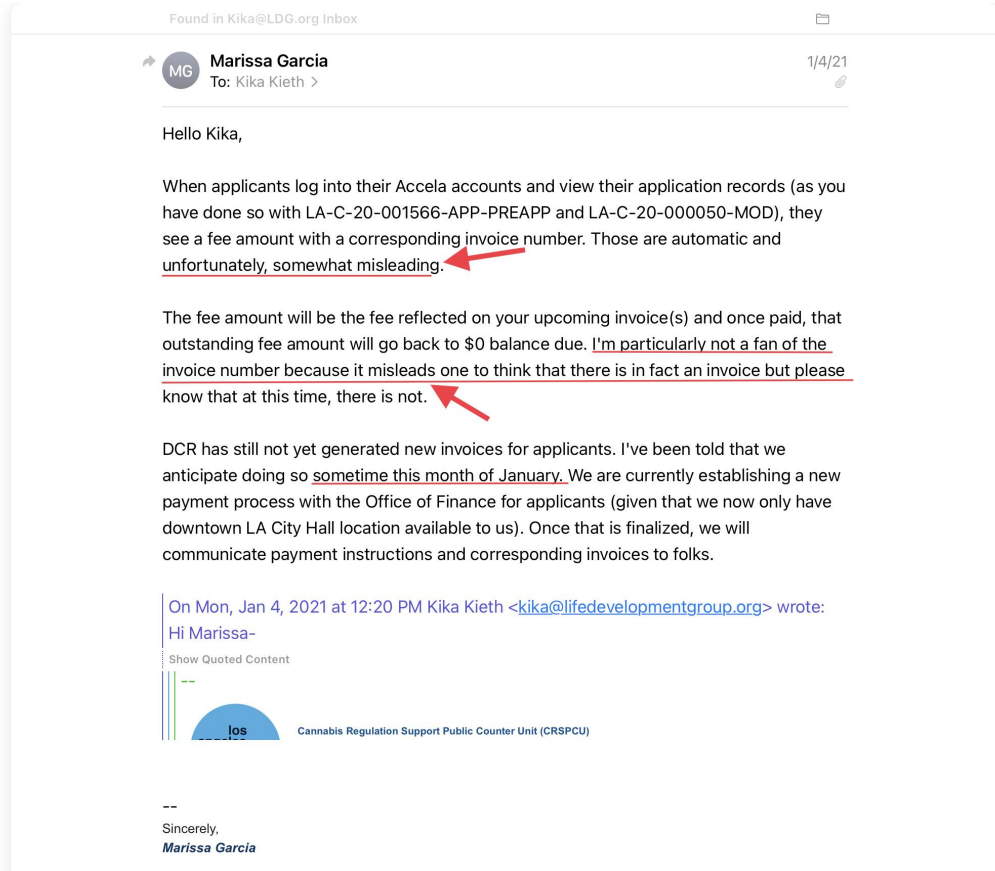 Found in Kika@LDG.org Inbox
MG
Marissa Garcia
1/4/21
To: Kika Kieth >
Hello Kika,
When applicants log into their Accela accounts and view their application records (as you
have done so with LA-C-20-001566-APP-PREAPP and LA-C-20-000050-MOD), they
see a fee amount with a corresponding invoice number. Those are automatic and
unfortunately, somewhat misleading.
The fee amount will be the fee reflected on your upcoming invoice(s) and once paid, that
outstanding fee amount will go back to $0 balance due. I'm particularly not a fan of the
invoice number because it misleads one to think that there is in fact an invoice but please
know that at this time, there is not.
DCR has still not yet generated new invoices for applicants. I've been told that we
anticipate doing so sometime this month of January. We are currently establishing a new
payment process with the Office of Finance for applicants (given that we now only have
downtown LA City Hall location available to us). Once that is finalized, we will
communicate payment instructions and corresponding invoices to folks.
On Mon, Jan 4, 2021 at 12:20 PM Kika Kieth <kika@lifedevelopmentgroup.org> wrote:
Hi Marissa-
Show Quoted Content
--
los
Cannabis Regulation Support Public Counter Unit (CRSPCU)
--
Sincerely,
Marissa Garcia